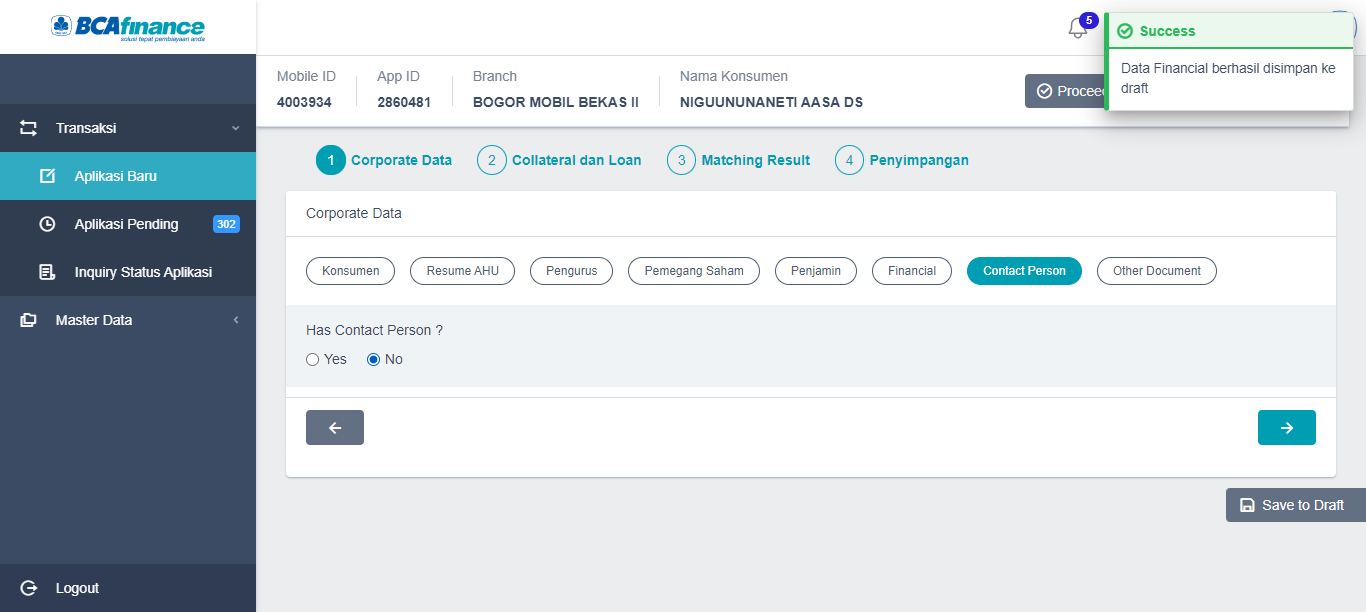 BCAfinance
solusi tepat pembiayaan anda
5
Success
Data Financial berhasil disimpan ke
draft
Mobile ID
4003934
App ID
2860481
Branch
BOGOR MOBIL BEKAS II
Nama Konsumen
NIGUUNUNANETI AASA DS
Proceed
Transaksi
Aplikasi Baru
Aplikasi Pending
302
Inquiry Status Aplikasi
Master Data
Logout
1 Corporate Data
2 Collateral dan Loan
3 Matching Result
4 Penyimpangan
Corporate Data
Konsumen
Resume AHU
Pengurus
Pemegang Saham
Penjamin
Financial
Contact Person
Other Document
Has Contact Person ?
Yes
No
Save to Draft